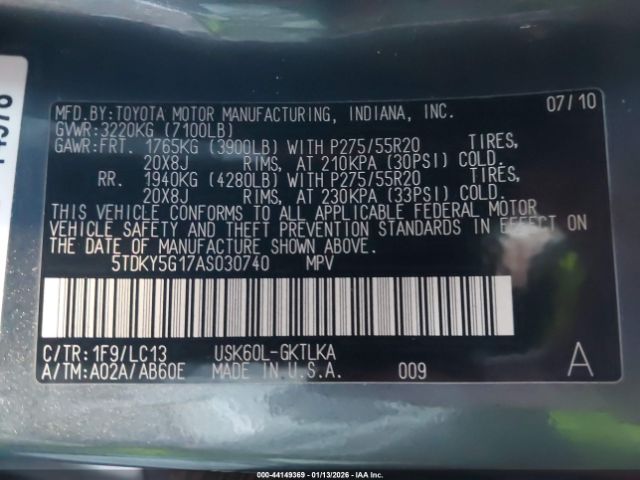 MFD.BY:TOYOTA MOTOR MANUFACTURING, INDIANA, INC. 07/10
GVWR:3220KG (7100LB)
GAWR:FRT. 1765KG (3900LB) WITH P275/55R20 TIRES,
20X8J RIMS, AT 210KPA (30PSI) COLD.
RR. 1940KG (4280LB) WITH P275/55R20 TIRES,
20X8J RIMS, AT 230KPA (33PSI) COLD.
THIS VEHICLE CONFORMS TO ALL APPLICABLE FEDERAL MOTOR
VEHICLE SAFETY AND THEFT PREVENTION STANDARDS IN EFFECT ON
THE DATE OF MANUFACTURE SHOWN ABOVE.
5TDKY5G17AS030740 MPV
C/TR:1F9/LC13 USK60L-GKTLKA
A/TM:A02A/AB60E MADE IN U.S.A. 009 A
000-44149369 | 01/13/2026 - IAA Inc.